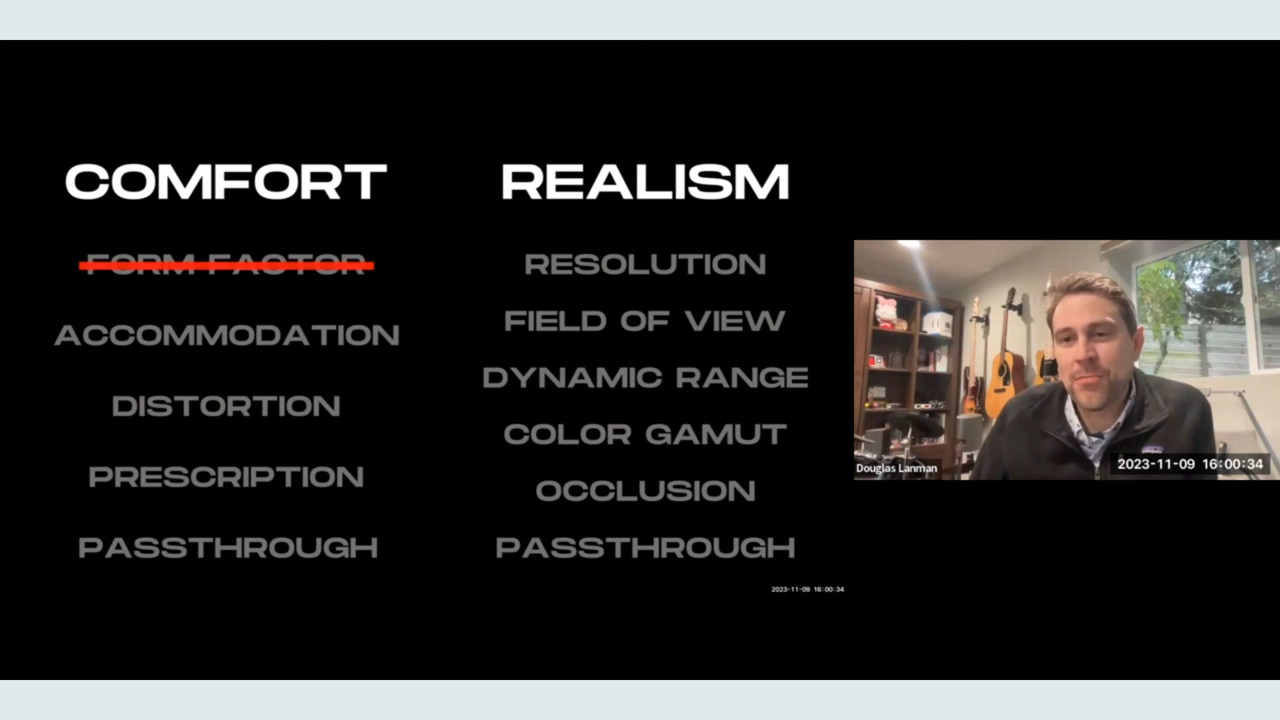 COMFORT
FORM FACTOR
ACCOMMODATION
DISTORTION
PRESCRIPTION
PASSTHROUGH
REALISM
RESOLUTION
FIELD OF VIEW
DYNAMIC RANGE
COLOR GAMUT
OCCLUSION
PASSTHROUGH
2023-11-09 16:00:34
Douglas Lanman
2023-11-09 16:00:34